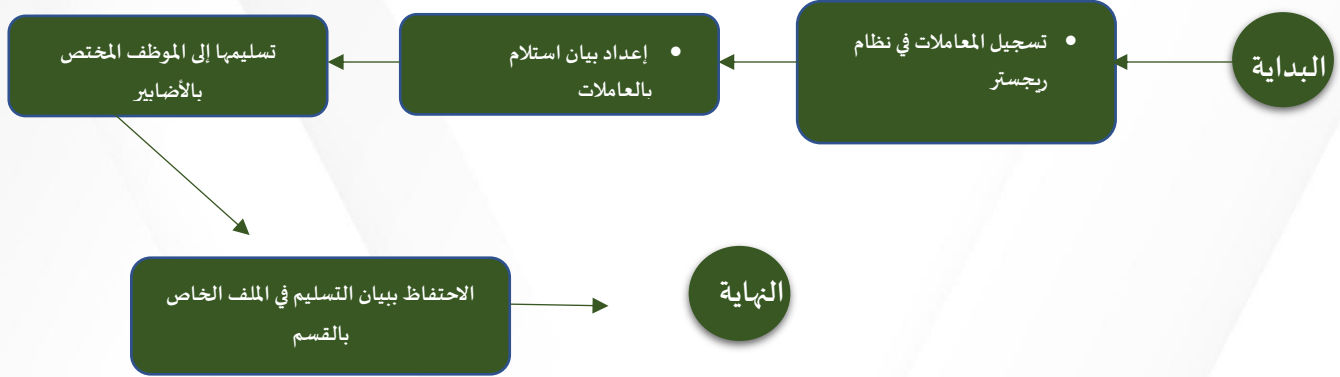 البداية
• تسجيل المعاملات في نظام
ريجستر
• إعداد بيان استلام
بالعاملات
تسليمها إلى الموظف المختص
بالأضابير
الاحتفاظ ببيان التسليم في الملف الخاص
بالقسم
النهاية